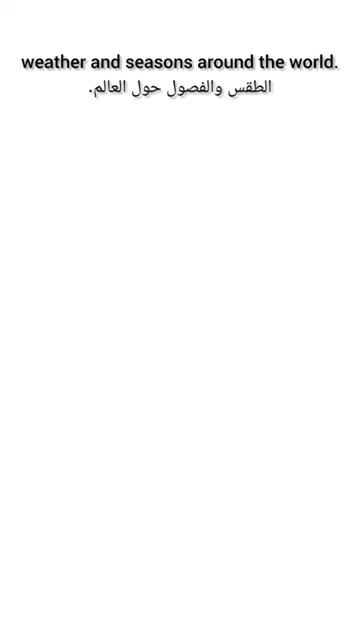 weather and seasons around the world.
الطقس والفصول حول العالم.